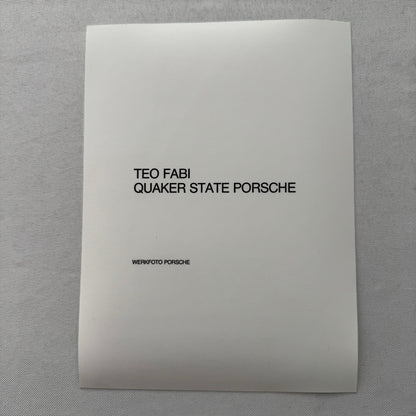 TEO FABI
QUAKER STATE PORSCHE
WERKFOTO PORSCHE